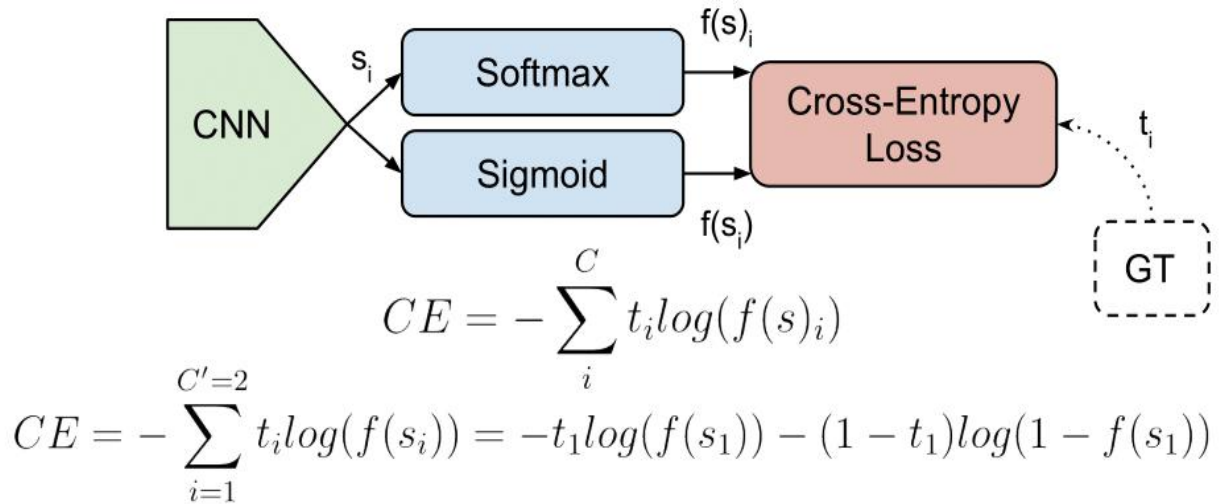 CNN
s_i
Softmax
Sigmoid
f(s)_i
f(s_i)
Cross-Entropy
Loss
t_i
GT
CE = -\sum_{i}^{C} t_i log(f(s)_i)
CE = -\sum_{i=1}^{C'=2} t_i log(f(s_i)) = -t_1 log(f(s_1)) - (1 - t_1) log(1 - f(s_1))